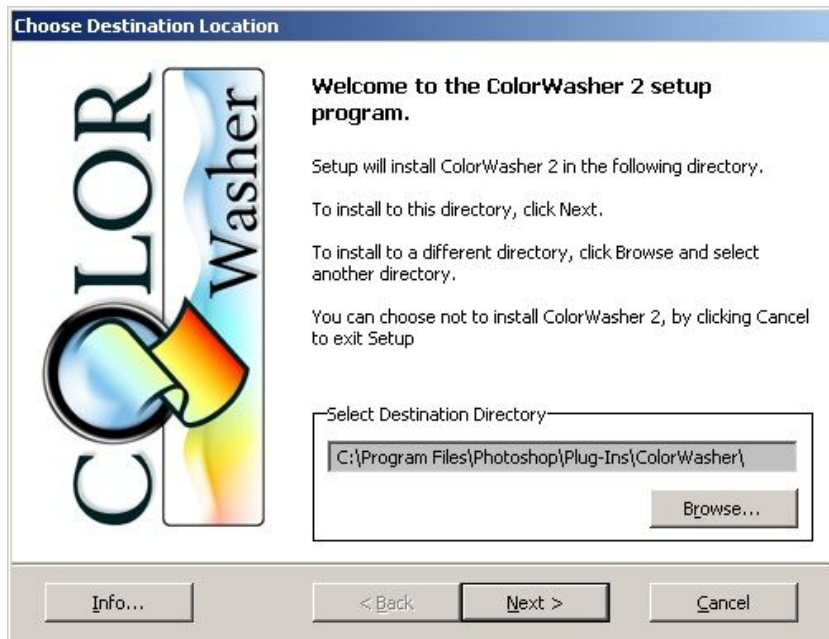 Choose Destination Location
COLOR
Washer
Welcome to the ColorWasher 2 setup
program.
Setup will install ColorWasher 2 in the following directory.
To install to this directory, click Next.
To install to a different directory, click Browse and select
another directory.
You can choose not to install ColorWasher 2, by clicking Cancel
to exit Setup
Select Destination Directory
C:\Program Files\Photoshop\Plug-Ins\ColorWasher\
Browse...
Info...
< Back
Next >
Cancel